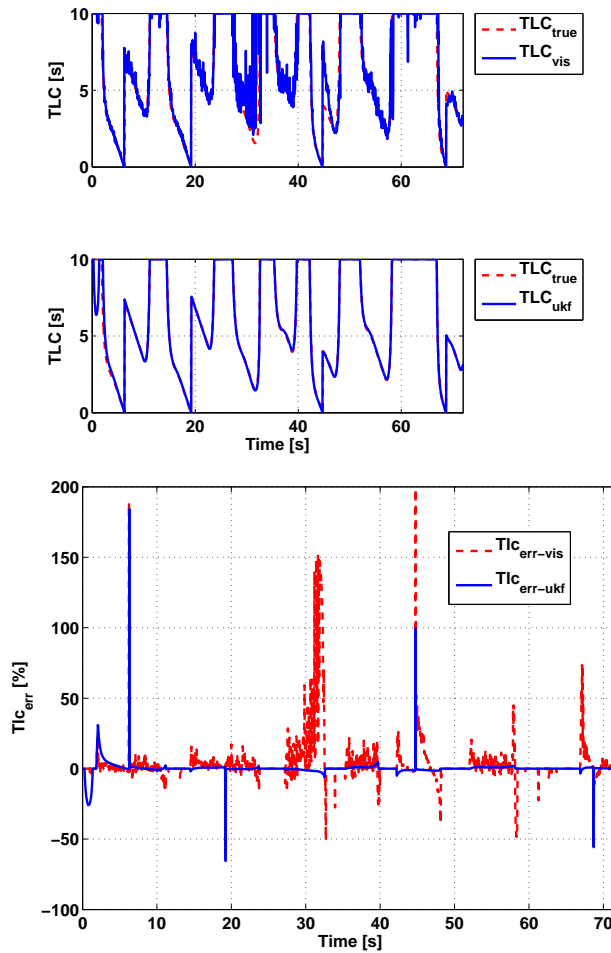 10
5
0
TLC [s]
0
20
40
60
TLC_true
TLC_vis
10
5
0
TLC [s]
0
20
40
60
Time [s]
TLC_true
TLC_ukf
200
150
100
50
0
−50
−100
Tlc_err [%]
0
10
20
30
40
50
60
70
Time [s]
Tlc_err−vis
Tlc_err−ukf